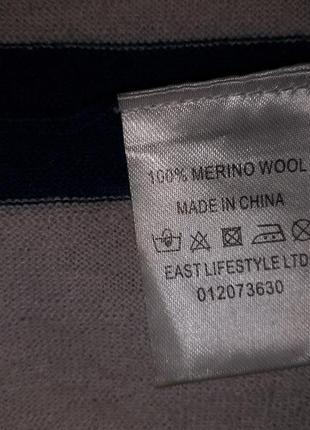 100% MERINO WOOL
MADE IN CHINA
EAST LIFESTYLE LTD
012073630